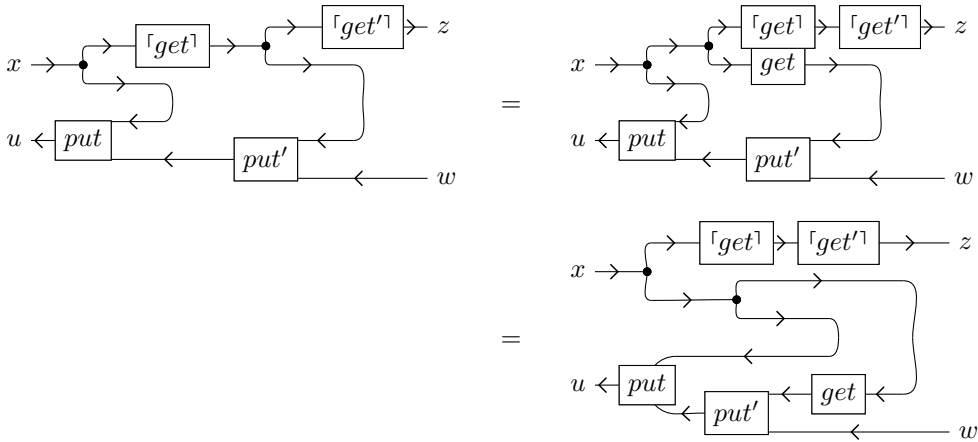 ⌜get⌝ ⌜get′⌝ z
x
u put put′
w
=
⌜get⌝ ⌜get′⌝ z
x get
u put put′
w
=
⌜get⌝ ⌜get′⌝ z
x
u put get
put′
w